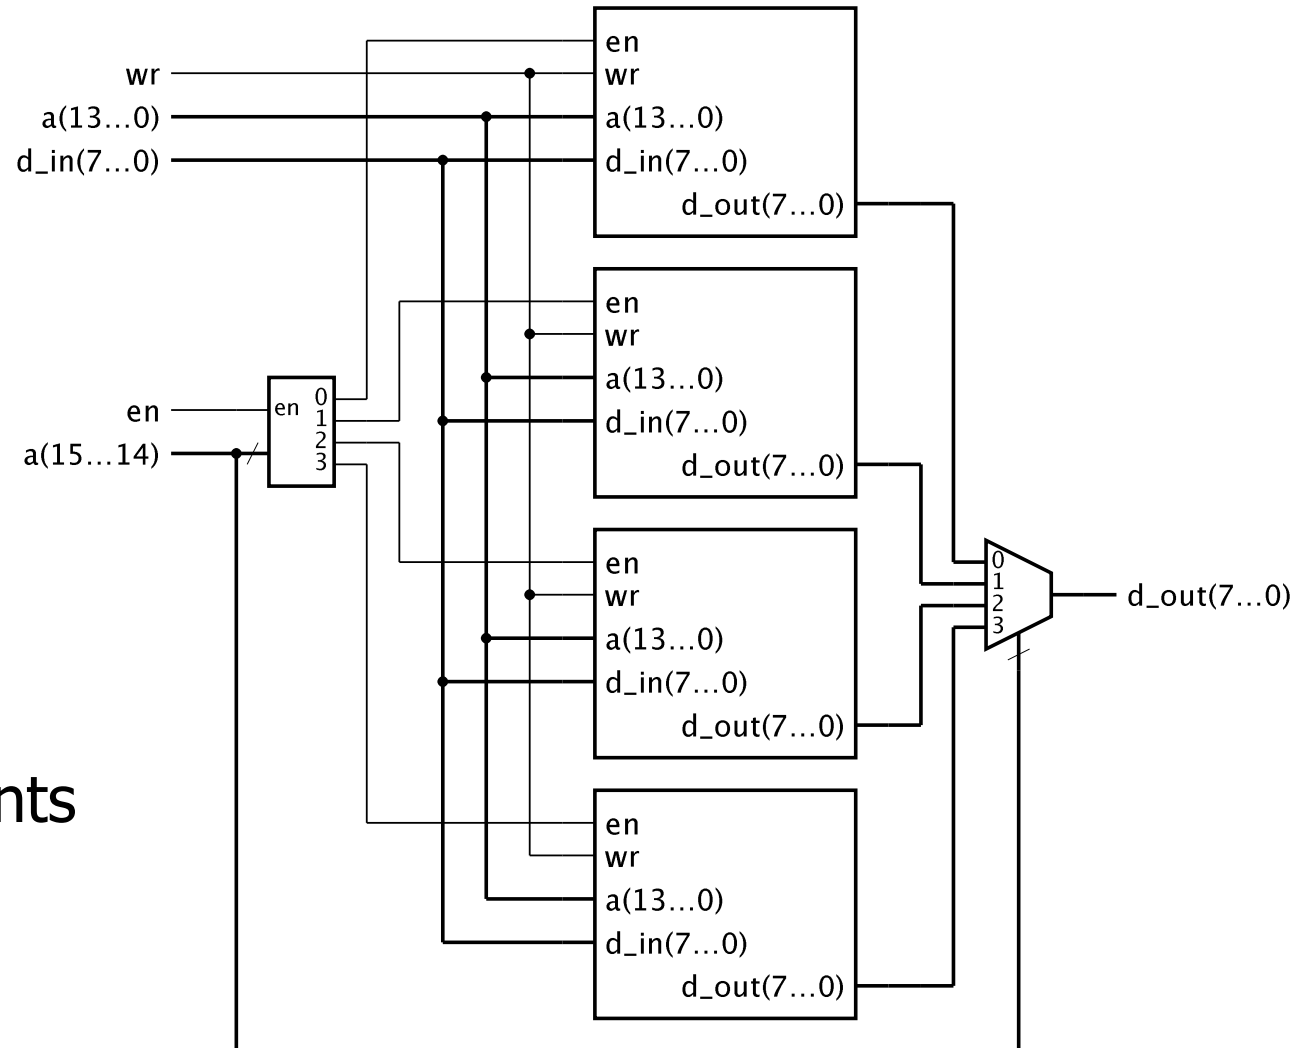 en
wr
wr
a(13...0)
a(13...0)
d_in(7...0)
d_in(7...0)
d_out(7...0)
en
wr
a(13...0)
d_in(7...0)
d_out(7...0)
en
a(15...14)
en
0
1
2
3
en
wr
a(13...0)
d_in(7...0)
d_out(7...0)
0
1
2
3
d_out(7...0)
nts
en
wr
a(13...0)
d_in(7...0)
d_out(7...0)